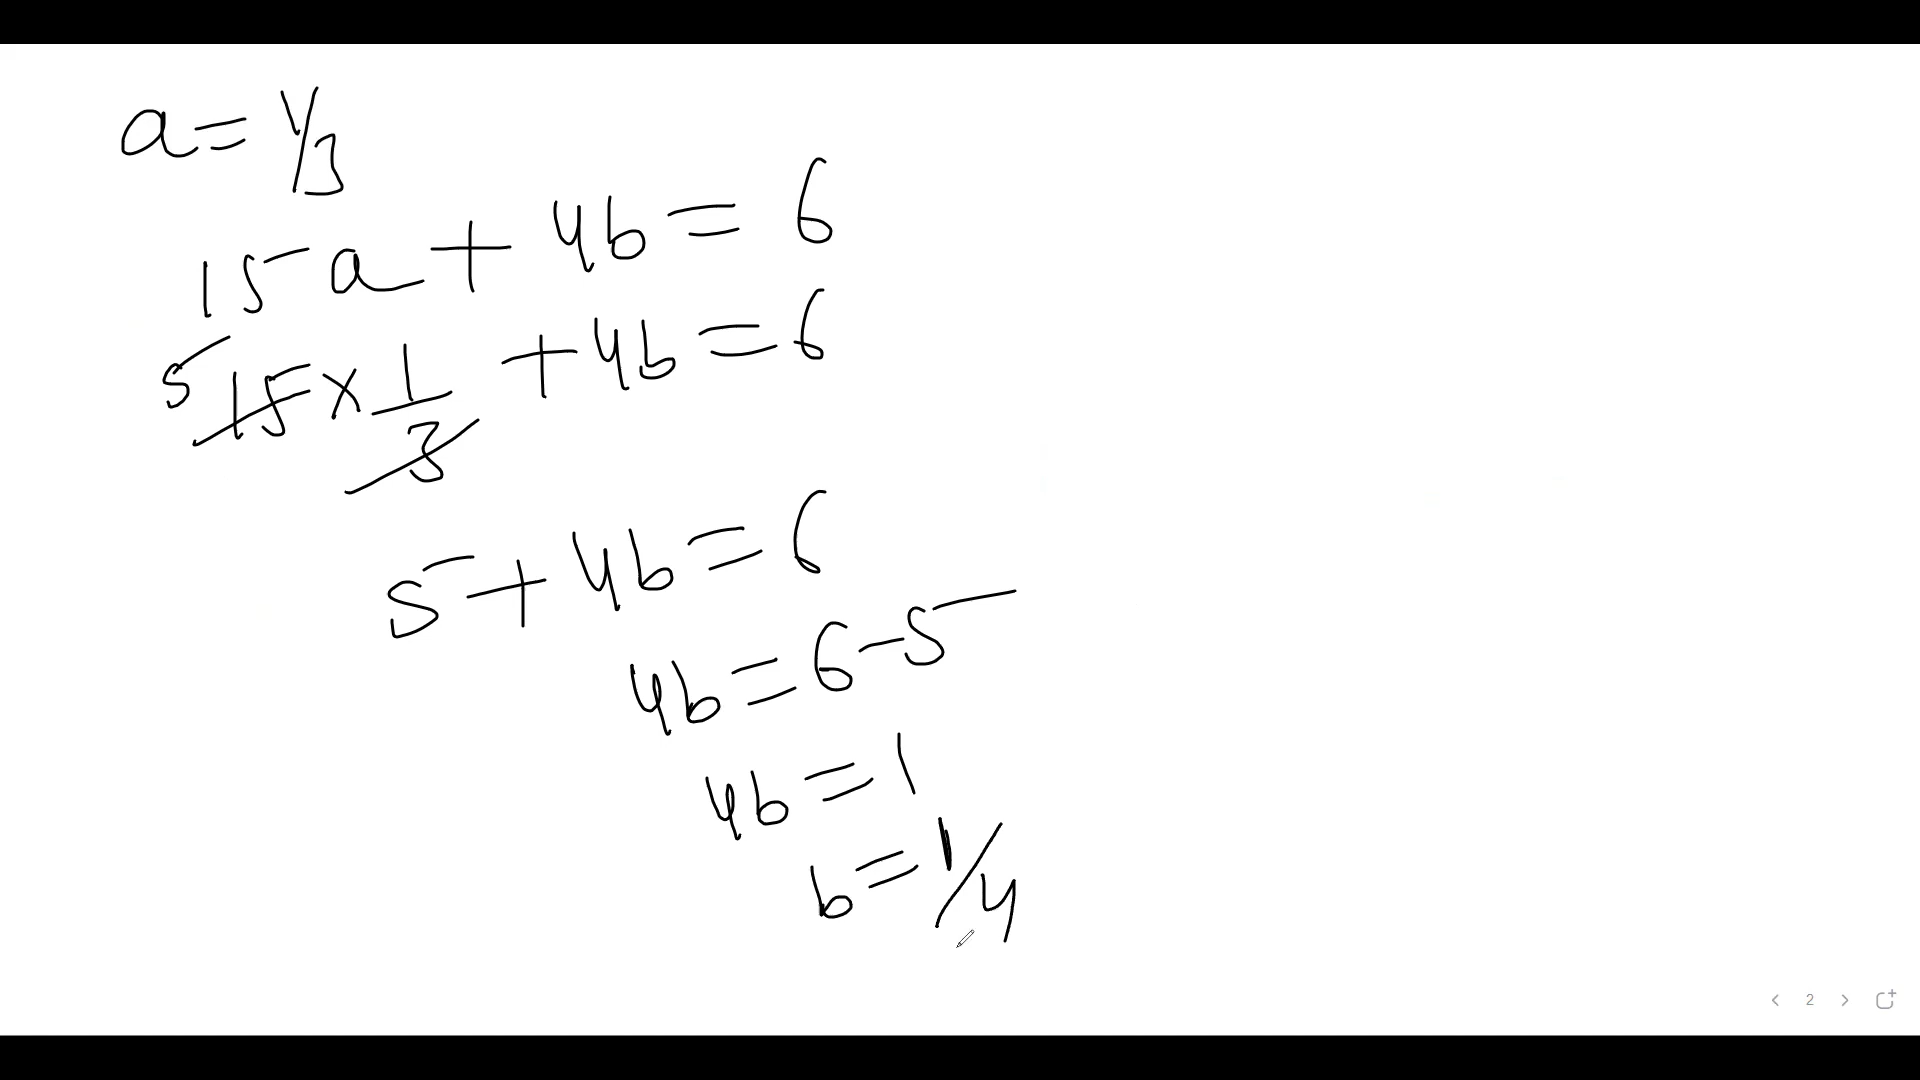 a = 1/3
15a + 4b = 6
5 15 × 1/3 + 4b = 6
5 + 4b = 6
4b = 6 - 5
4b = 1
b = 1/4
2